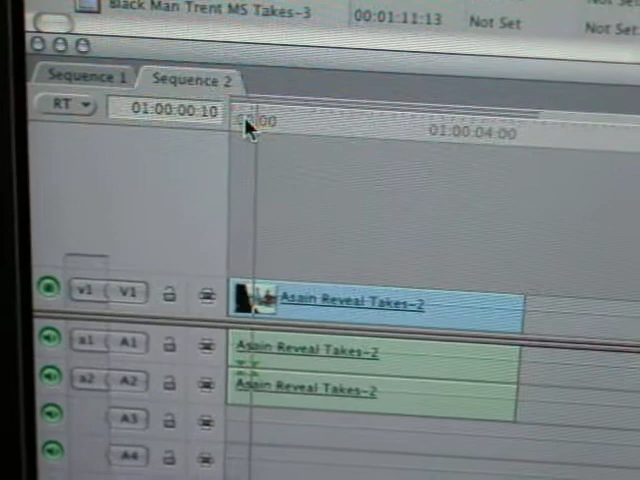 Black Man Trent MS Takes-3 00:01:11:13 Not Set Not Set
Sequence 1 Sequence 2
RT 01:00:00:10
00 01:00:04:00
v1 V1 Asain Reveal Takes-2
a1 A1 Asain Reveal Takes-2
a2 A2 Asain Reveal Takes-2
A3
A4